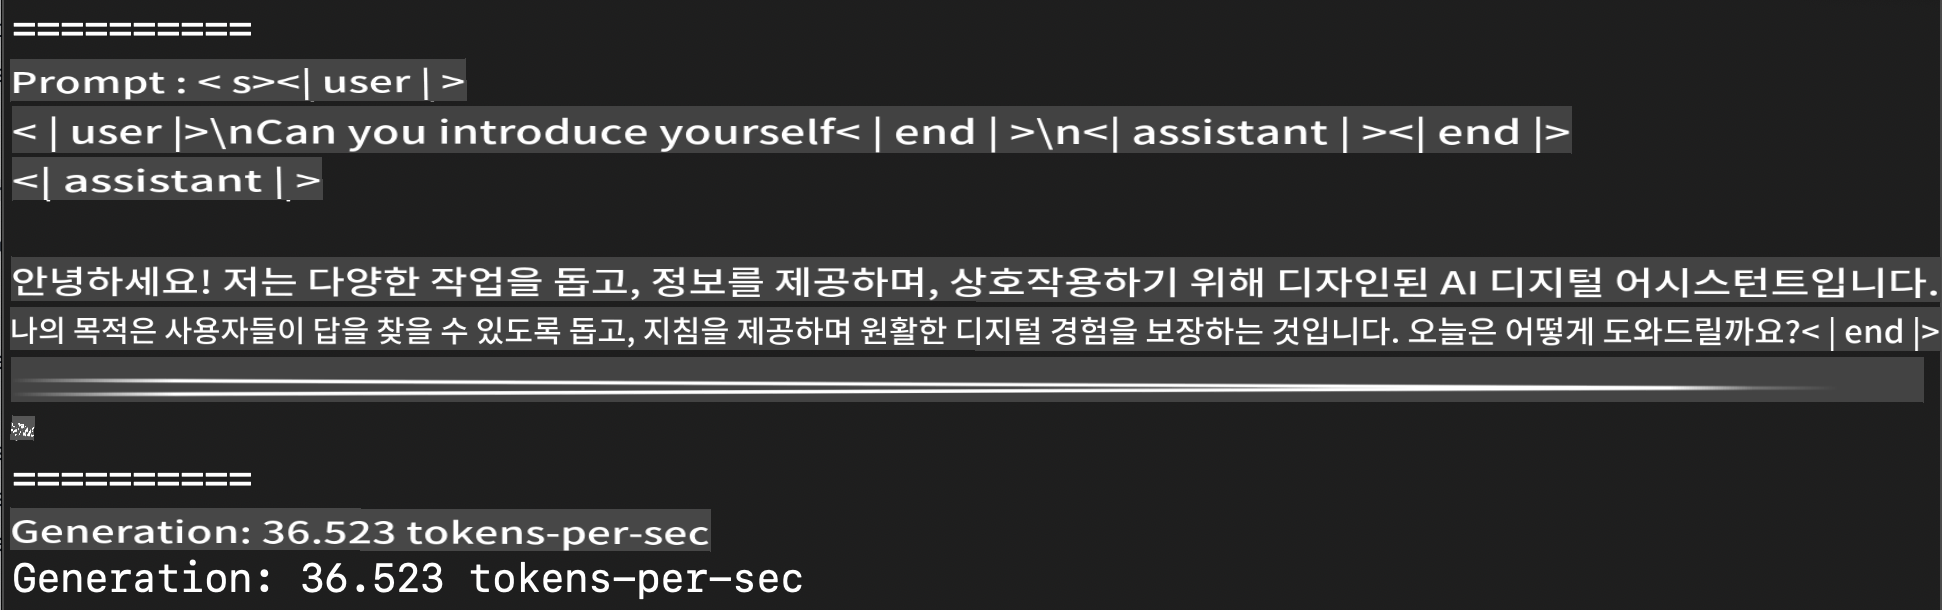 ==========
Prompt : < s><| user | >
< | user |>\nCan you introduce yourself< | end | >\n<| assistant | ><| end |>
<| assistant | >
안녕하세요! 저는 다양한 작업을 돕고, 정보를 제공하며, 상호작용하기 위해 디자인된 AI 디지털 어시스턴트입니다.
나의 목적은 사용자들이 답을 찾을 수 있도록 돕고, 지침을 제공하며 원활한 디지털 경험을 보장하는 것입니다. 오늘은 어떻게 도와드릴까요?< | end |>
==========
Generation: 36.523 tokens-per-sec
Generation: 36.523 tokens-per-sec